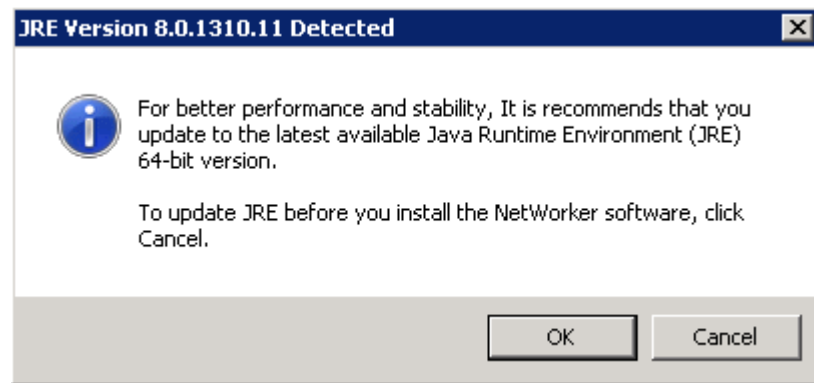 JRE Version 8.0.1310.11 Detected
For better performance and stability, It is recommends that you
update to the latest available Java Runtime Environment (JRE)
64-bit version.
To update JRE before you install the NetWorker software, click
Cancel.
OK
Cancel